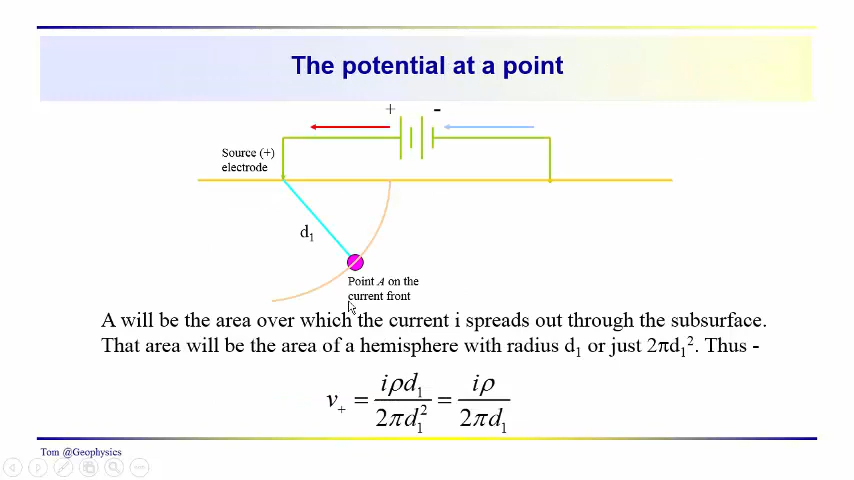 The potential at a point
+ -
Source (+)
electrode
d₁
Point A on the
current front
A will be the area over which the current i spreads out through the subsurface.
That area will be the area of a hemisphere with radius d₁ or just 2πd₁². Thus -
v₊ = iρd₁ / 2πd₁² = iρ / 2πd₁
Tom @Geophysics